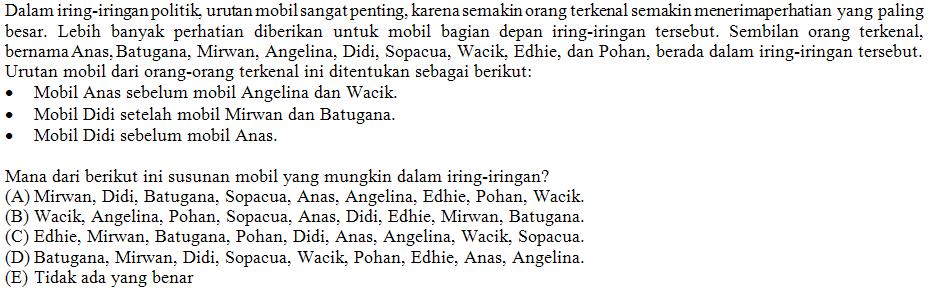 Dalam iring-iringan politik, urutan mobil sangat penting, karena semakin orang terkenal semakin menerima perhatian yang paling
besar. Lebih banyak perhatian diberikan untuk mobil bagian depan iring-iringan tersebut. Sembilan orang terkenal,
bernama Anas, Batugana, Mirwan, Angelina, Didi, Sopacua, Wacik, Edhie, dan Pohan, berada dalam iring-iringan tersebut.
Urutan mobil dari orang-orang terkenal ini ditentukan sebagai berikut:
• Mobil Anas sebelum mobil Angelina dan Wacik.
• Mobil Didi setelah mobil Mirwan dan Batugana.
• Mobil Didi sebelum mobil Anas.
Mana dari berikut ini susunan mobil yang mungkin dalam iring-iringan?
(A) Mirwan, Didi, Batugana, Sopacua, Anas, Angelina, Edhie, Pohan, Wacik.
(B) Wacik, Angelina, Pohan, Sopacua, Anas, Didi, Edhie, Mirwan, Batugana.
(C) Edhie, Mirwan, Batugana, Pohan, Didi, Anas, Angelina, Wacik, Sopacua.
(D) Batugana, Mirwan, Didi, Sopacua, Wacik, Pohan, Edhie, Anas, Angelina.
(E) Tidak ada yang benar